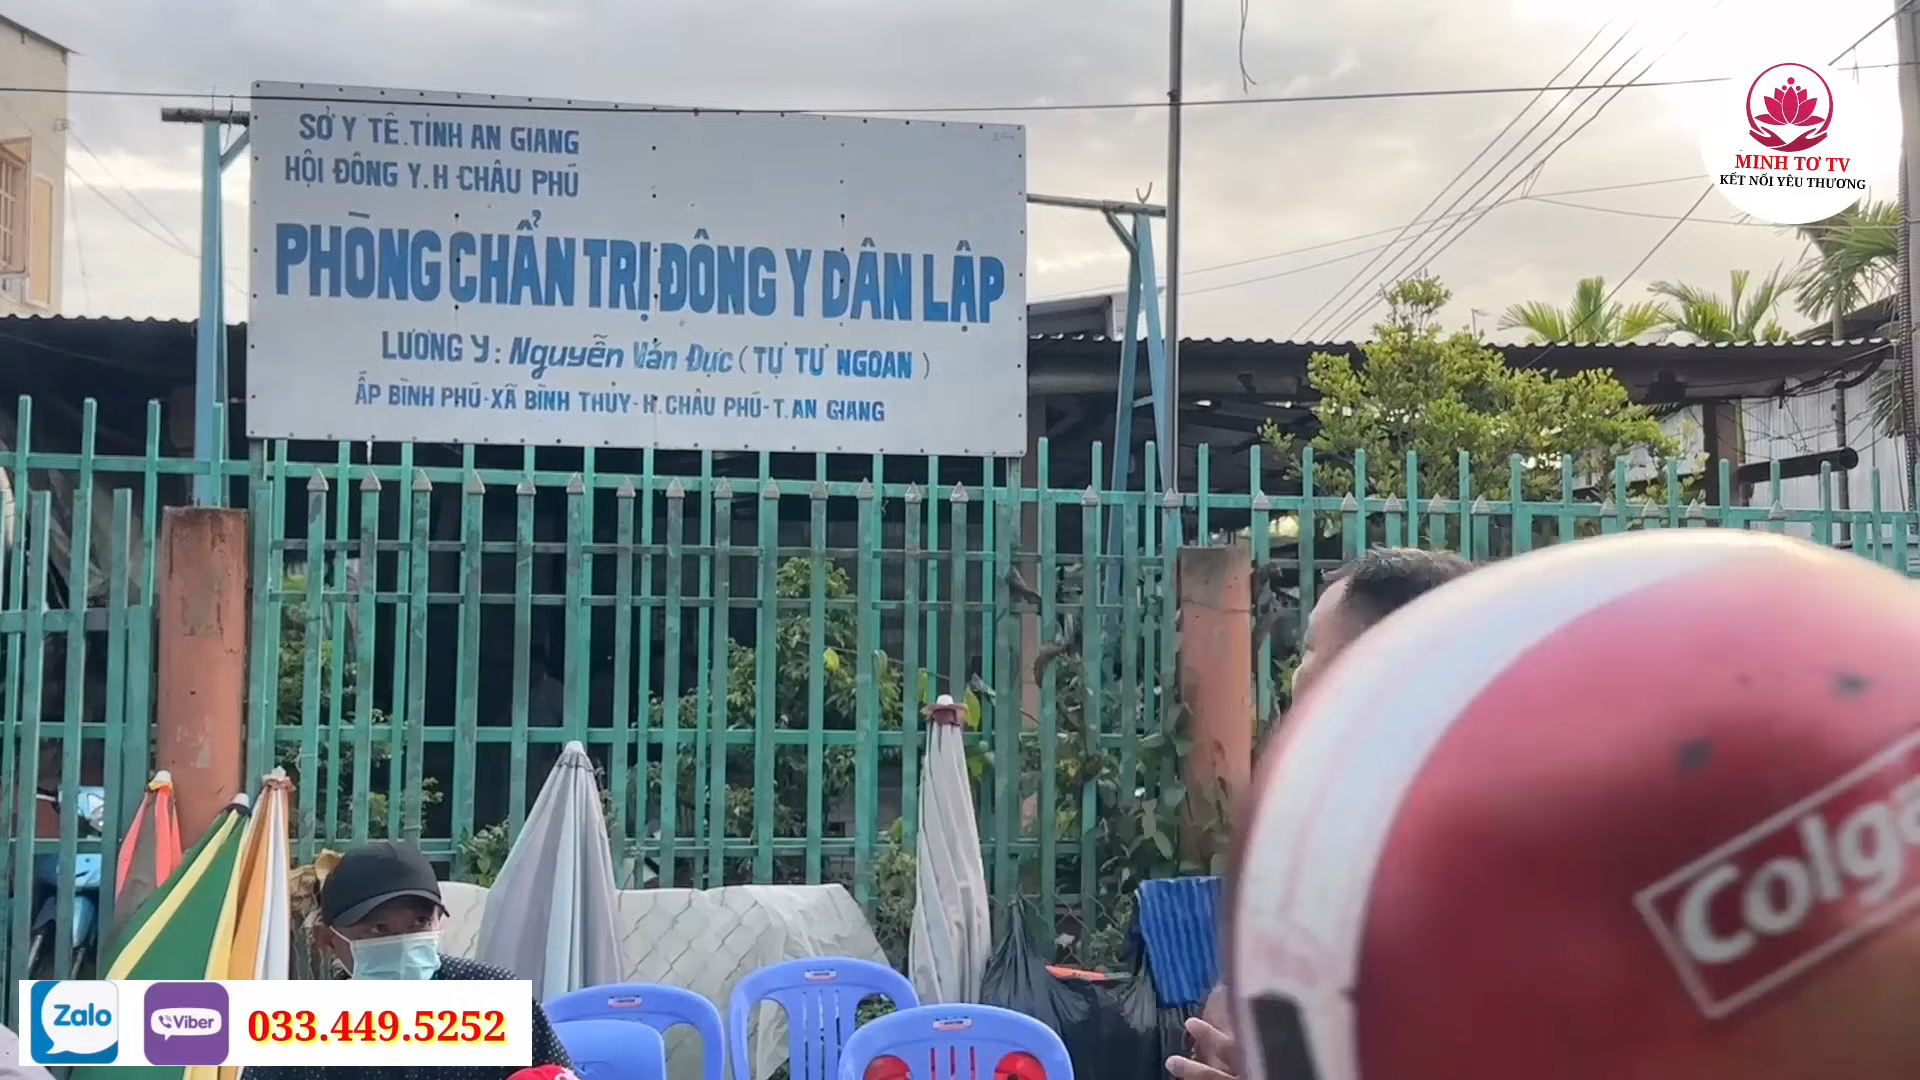 SỞ Y TẾ.TỈNH AN GIANG
HỘI ĐÔNG Y.H CHÂU PHÚ
PHÒNG CHẨN TRỊ ĐÔNG Y DÂN LẬP
LƯƠNG Y: Nguyễn Văn Đực (TỰ TƯ NGOAN)
ẤP BÌNH PHÚ-XÃ BÌNH THỦY-H.CHÂU PHÚ-T.AN GIANG
MINH TƠ TV
KẾT NỐI YÊU THƯƠNG
Colga
Zalo
Viber
033.449.5252